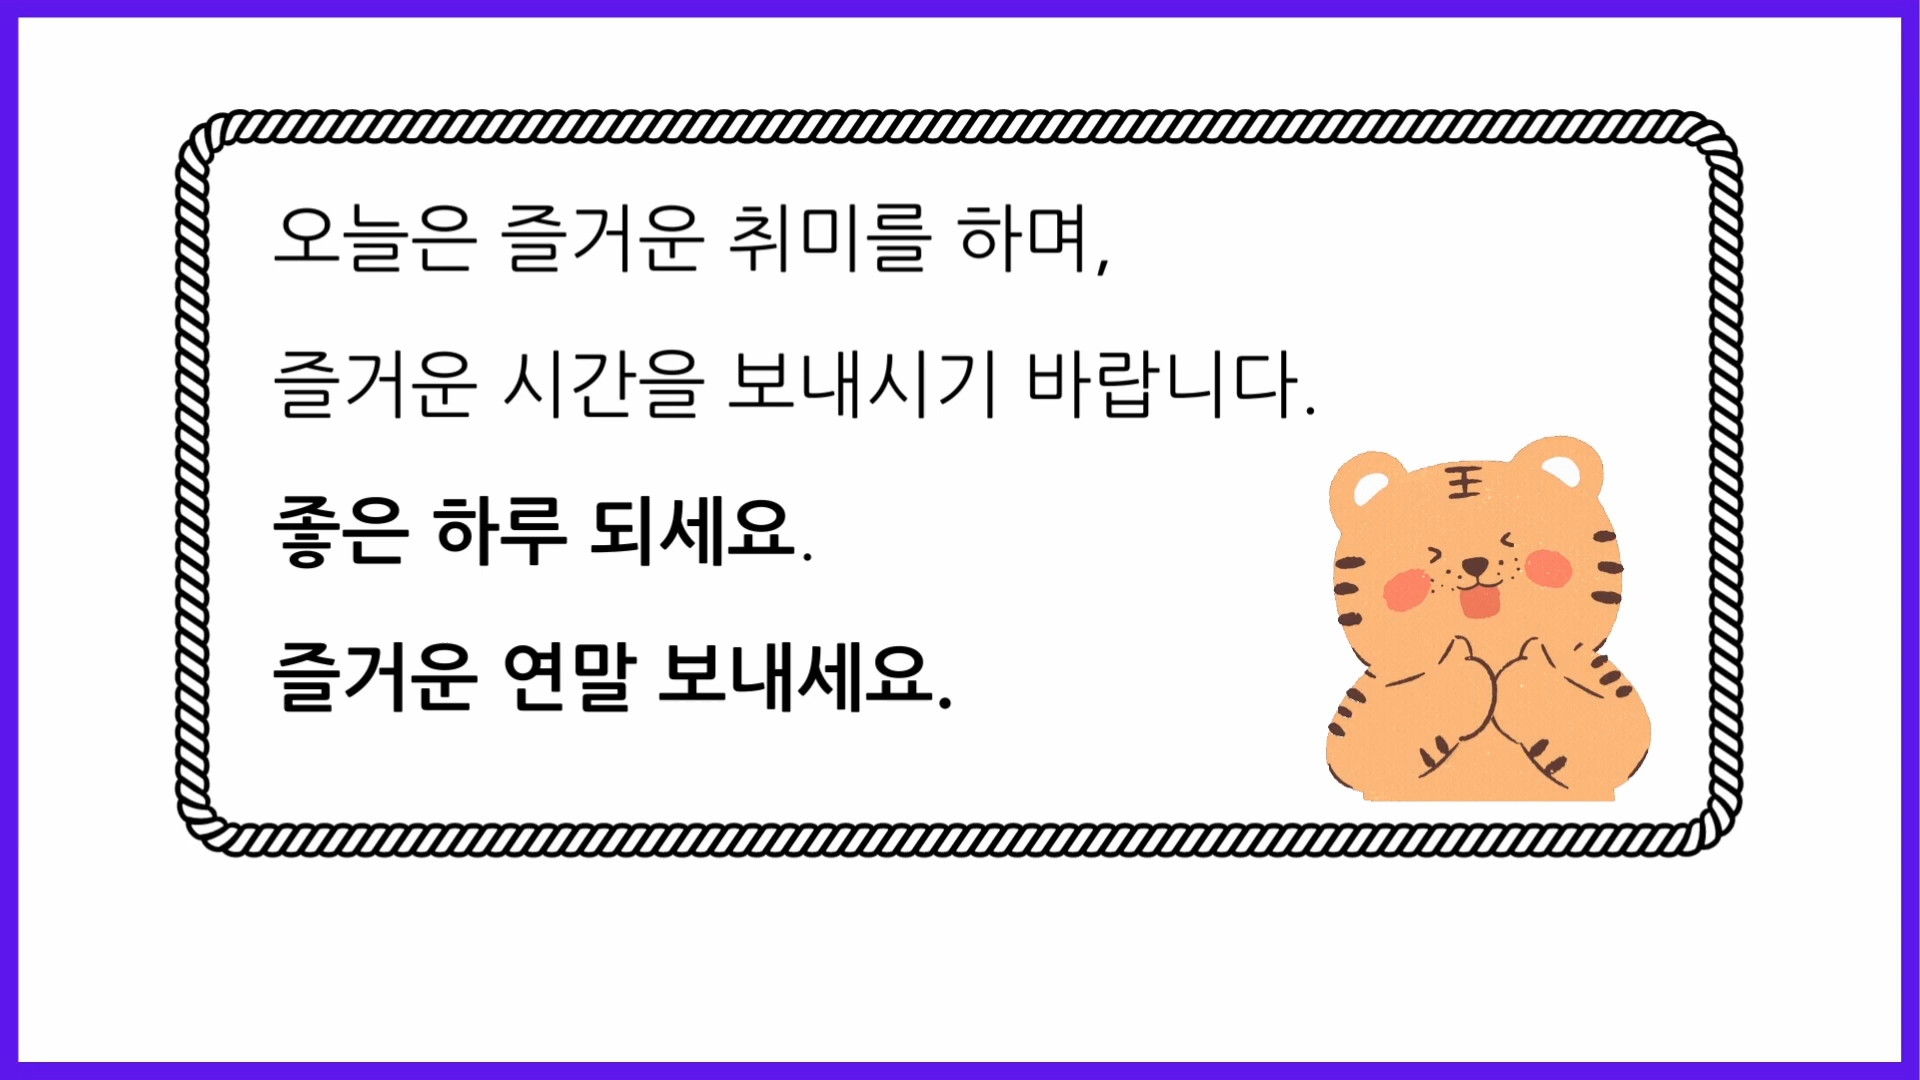 오늘은 즐거운 취미를 하며,
즐거운 시간을 보내시기 바랍니다.
좋은 하루 되세요.
즐거운 연말 보내세요.